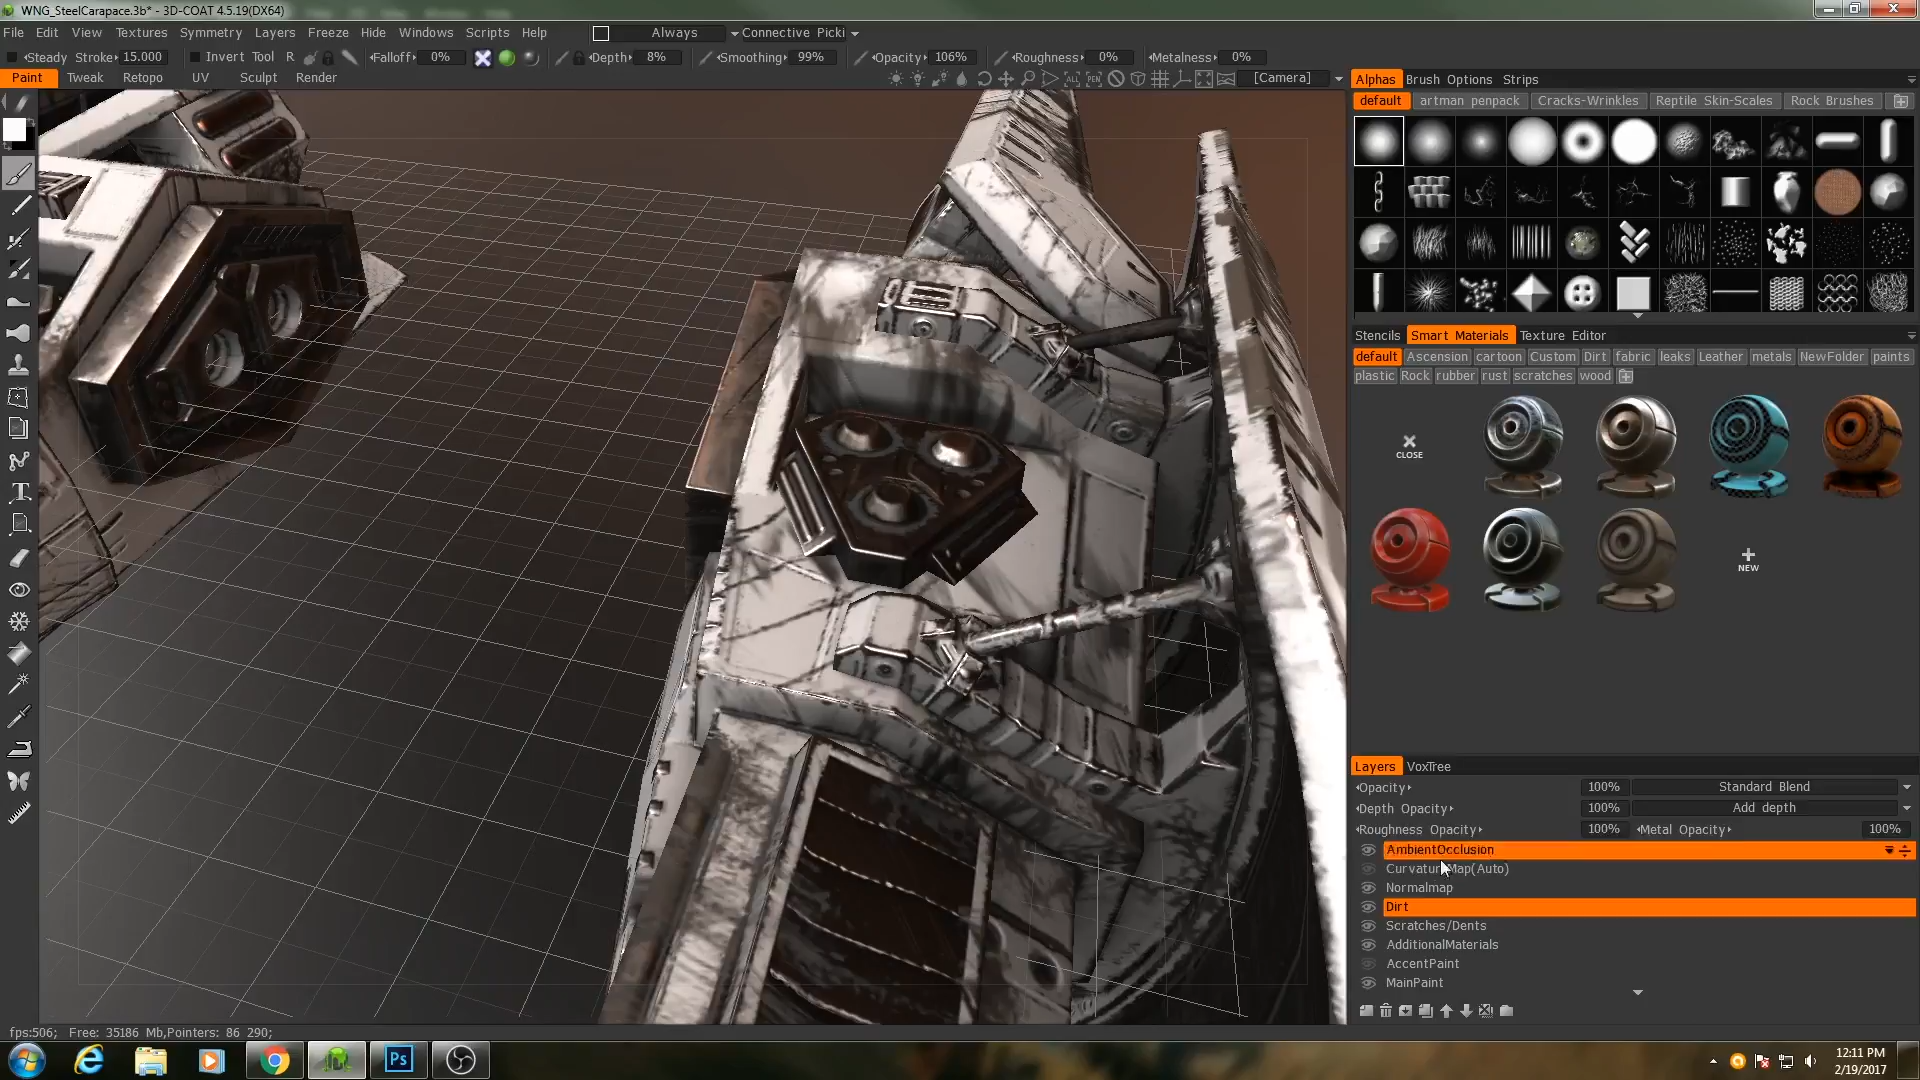 WNG_SteelCarapace.3b* - 3D-COAT 4.5.19(DX64)
File Edit View Textures Symmetry Layers Freeze Hide Windows Scripts Help Always Connective Picki
Steady Stroke 15.000 Invert Tool R Falloff 0% Depth 8% Smoothing 99% Opacity 106% Roughness 0% Metalness 0%
Paint Tweak Retopo UV Sculpt Render [Camera]
Alphas Brush Options Strips
default artman penpack Cracks-Wrinkles Reptile Skin-Scales Rock Brushes
Stencils Smart Materials Texture Editor
default Ascension cartoon Custom Dirt fabric leaks Leather metals NewFolder paints
plastic Rock rubber rust scratches wood
CLOSE
NEW
Layers VoxTree
Opacity 100% Standard Blend
Depth Opacity 100% Add depth
Roughness Opacity 100% Metal Opacity 100%
AmbientOcclusion
Map(Auto)
Normalmap
Dirt
Scratches/Dents
AdditionalMaterials
AccentPaint
MainPaint
fps:506; Free: 35186 Mb,Pointers: 86 290;
Ps
12:11 PM
2/19/2017